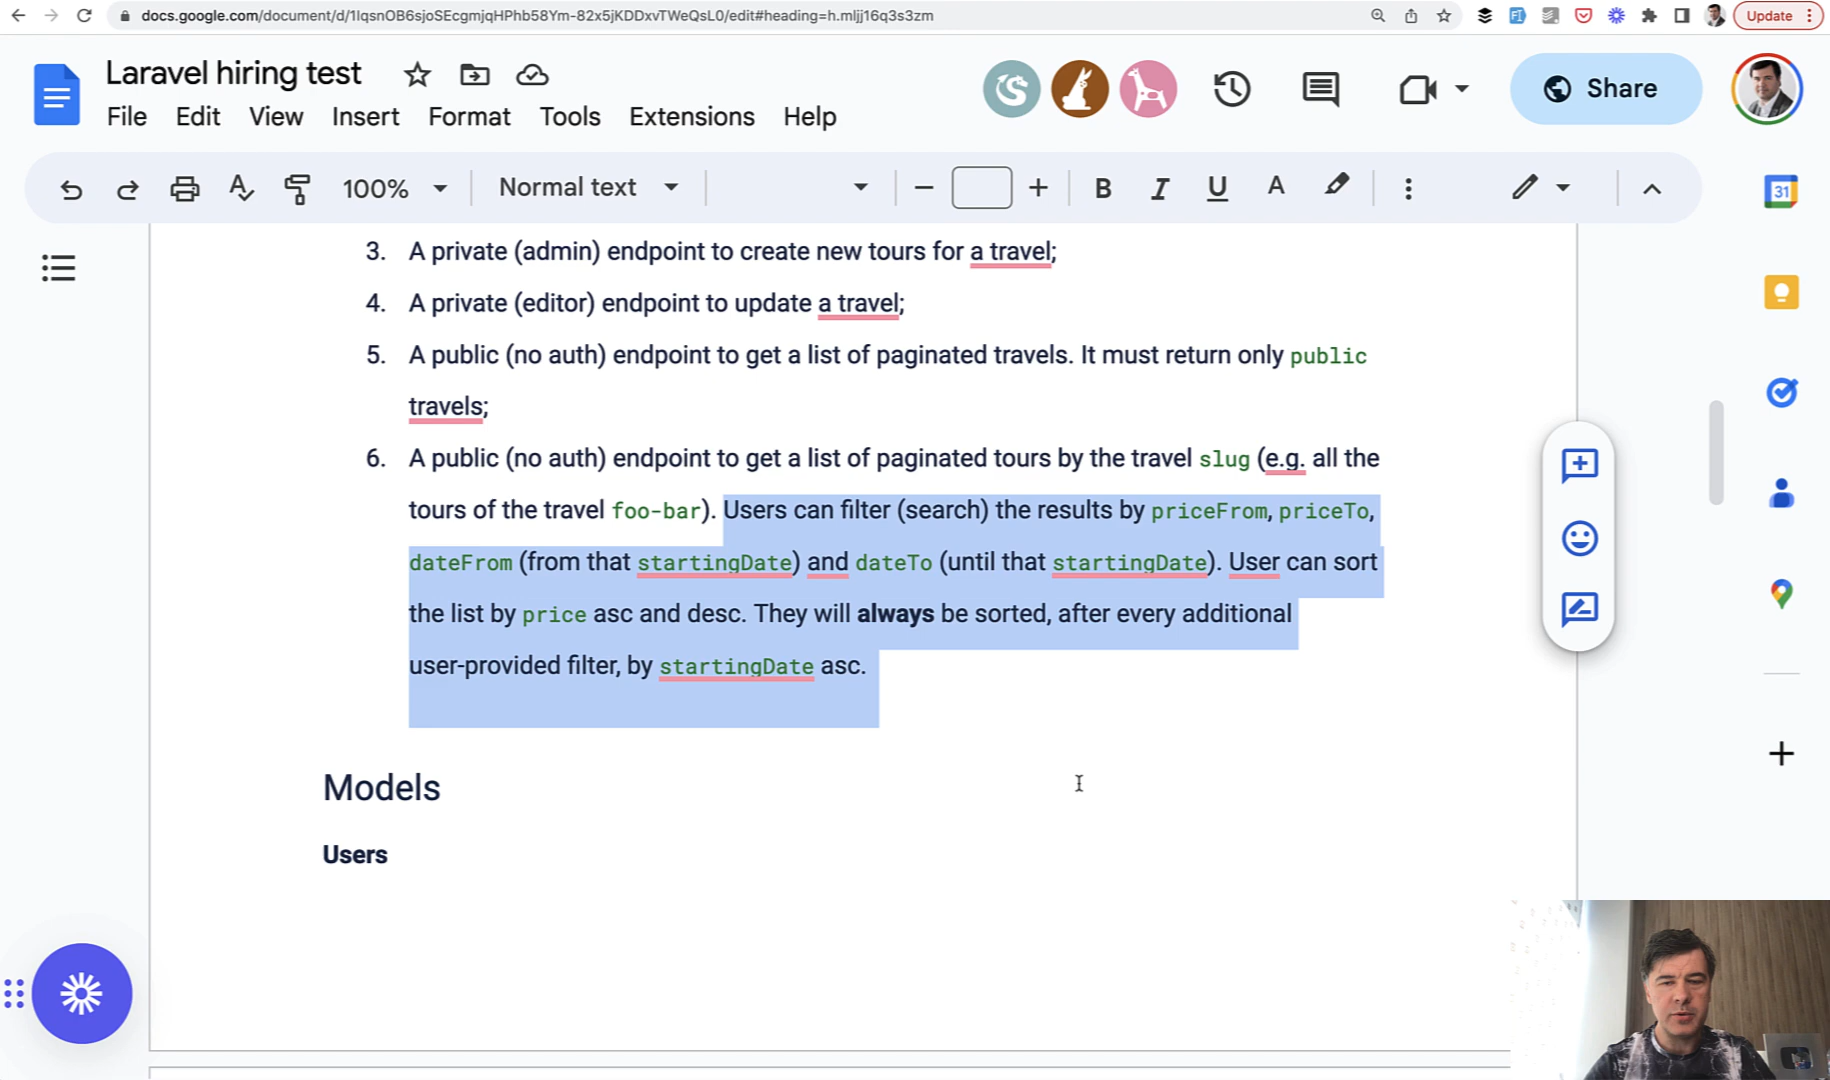 docs.google.com/document/d/1IqsnOB6sjoSEcgmjqHPhb58Ym-82x5jKDDxvTWeQsL0/edit#heading=h.mljj16q3s3zm
Update
Laravel hiring test
Share
File Edit View Insert Format Tools Extensions Help
100% Normal text B I U A
31
3. A private (admin) endpoint to create new tours for a travel;
4. A private (editor) endpoint to update a travel;
5. A public (no auth) endpoint to get a list of paginated travels. It must return only public
travels;
6. A public (no auth) endpoint to get a list of paginated tours by the travel slug (e.g. all the
tours of the travel foo-bar). Users can filter (search) the results by priceFrom, priceTo,
dateFrom (from that startingDate) and dateTo (until that startingDate). User can sort
the list by price asc and desc. They will always be sorted, after every additional
user-provided filter, by startingDate asc.
Models
Users